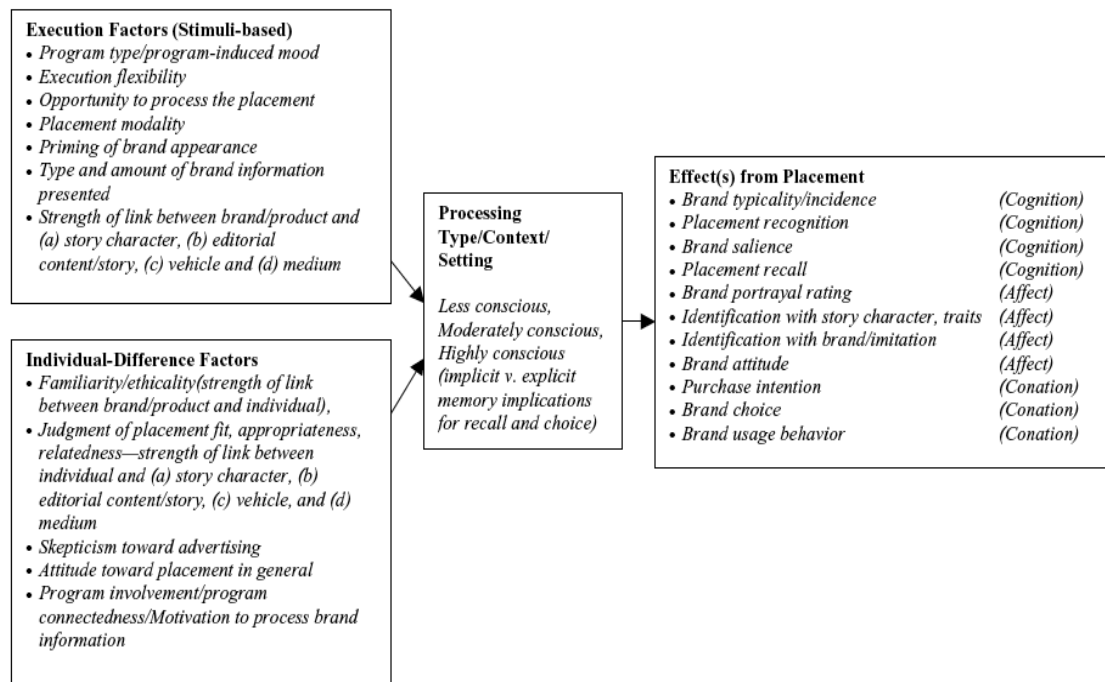 Execution Factors (Stimuli-based)
• Program type/program-induced mood
• Execution flexibility
• Opportunity to process the placement
• Placement modality
• Priming of brand appearance
• Type and amount of brand information
presented
• Strength of link between brand/product and
(a) story character, (b) editorial
content/story, (c) vehicle and (d) medium
Individual-Difference Factors
• Familiarity/ethicality(strength of link
between brand/product and individual),
• Judgment of placement fit, appropriateness,
relatedness—strength of link between
individual and (a) story character, (b)
editorial content/story, (c) vehicle, and (d)
medium
• Skepticism toward advertising
• Attitude toward placement in general
• Program involvement/program
connectedness/Motivation to process brand
information
Processing
Type/Context/
Setting
Less conscious,
Moderately conscious,
Highly conscious
(implicit v. explicit
memory implications
for recall and choice)
Effect(s) from Placement
• Brand typicality/incidence (Cognition)
• Placement recognition (Cognition)
• Brand salience (Cognition)
• Placement recall (Cognition)
• Brand portrayal rating (Affect)
• Identification with story character, traits (Affect)
• Identification with brand/imitation (Affect)
• Brand attitude (Affect)
• Purchase intention (Conation)
• Brand choice (Conation)
• Brand usage behavior (Conation)